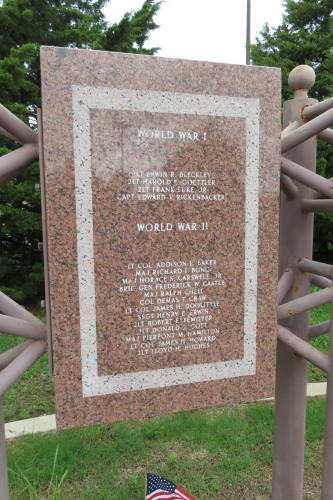 WORLD WAR I
2LT ERWIN R. BLECKLEY
2LT HAROLD E. GOETTLER
2LT FRANK LUKE, JR
CAPT EDWARD V. RICKENBACKER
WORLD WAR II
LT COL ADDISON E. BAKER
MAJ RICHARD I. BONG
MAJ HORACE S. CARSWELL, JR
BRIG GEN FREDERICK W. CASTLE
MAJ RALPH CHELI
COL DEMAS T. CRAW
LT COL JAMES H. DOOLITTLE
SSGT HENRY E. ERWIN
2LT ROBERT E. FEMOYER
1LT DONALD J. GOTT
MAJ PIERPONT M. HAMILTON
LT COL JAMES H. HOWARD
2LT LLOYD H. HUGHES